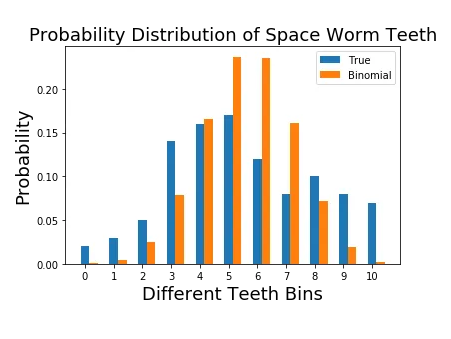 Probability Distribution of Space Worm Teeth
True
Binomial
Probability
0.20
0.15
0.10
0.05
0.00
0 1 2 3 4 5 6 7 8 9 10
Different Teeth Bins